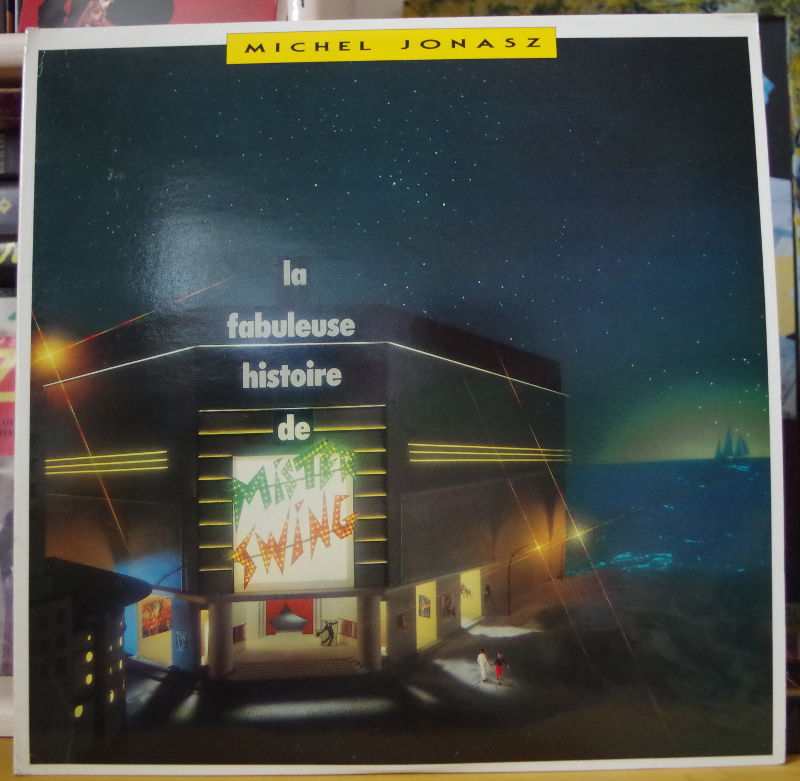 MICHEL JONASZ
la
fabuleuse
histoire
de
MISTER
SWING